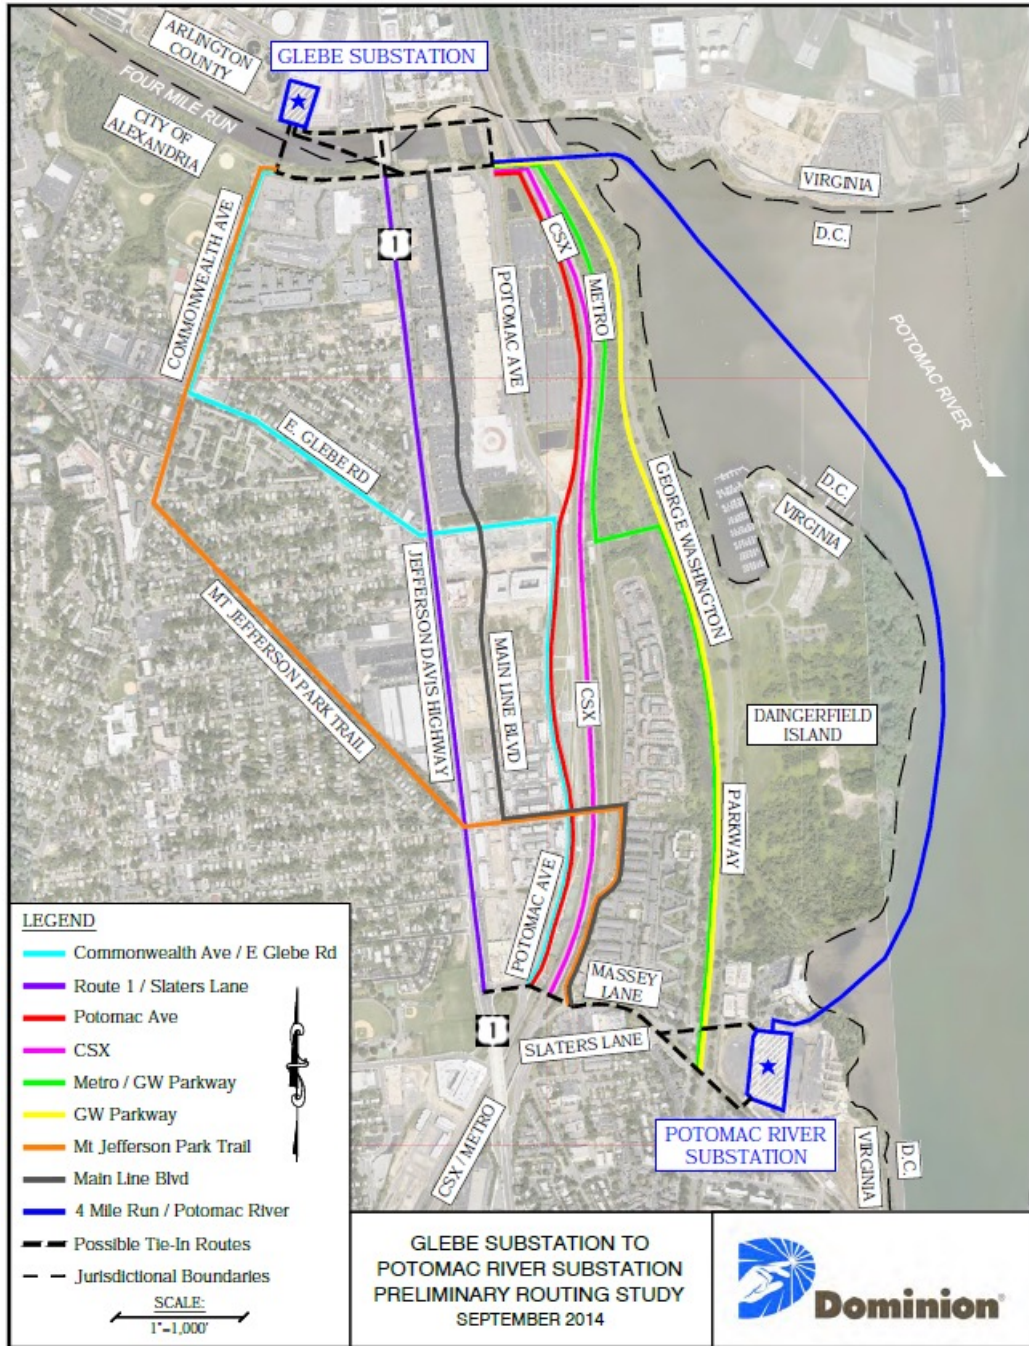 ARLINGTON
COUNTY
GLEBE SUBSTATION
FOUR MILE RUN
CITY OF
ALEXANDRIA
VIRGINIA
D.C.
COMMONWEALTH AVE
1
CSX
METRO
POTOMAC AVE
POTOMAC RIVER
E. GLEBE RD
GEORGE WASHINGTON
D.C.
VIRGINIA
JEFFERSON DAVIS HIGHWAY
MT JEFFERSON PARK TRAIL
MAIN LINE BLVD
CSX
DAINGERFIELD
ISLAND
PARKWAY
POTOMAC AVE
MASSEY
LANE
1
SLATERS LANE
CSX / METRO
POTOMAC RIVER
SUBSTATION
VIRGINIA
D.C.
LEGEND
Commonwealth Ave / E Glebe Rd
Route 1 / Slaters Lane
Potomac Ave
CSX
Metro / GW Parkway
GW Parkway
Mt Jefferson Park Trail
Main Line Blvd
4 Mile Run / Potomac River
Possible Tie-In Routes
Jurisdictional Boundaries
SCALE:
1"=1,000'
GLEBE SUBSTATION TO
POTOMAC RIVER SUBSTATION
PRELIMINARY ROUTING STUDY
SEPTEMBER 2014
Dominion